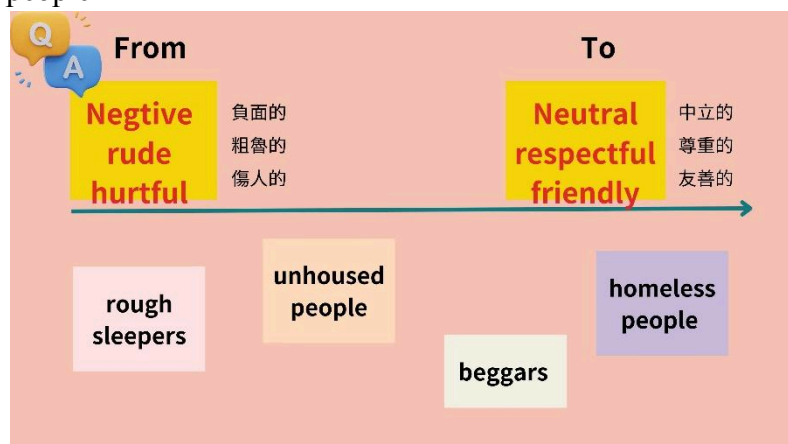 Q
A
From
To
Negtive
rude
hurtful
負面的
粗魯的
傷人的
Neutral
respectful
friendly
中立的
尊重的
友善的
rough
sleepers
unhoused
people
beggars
homeless
people